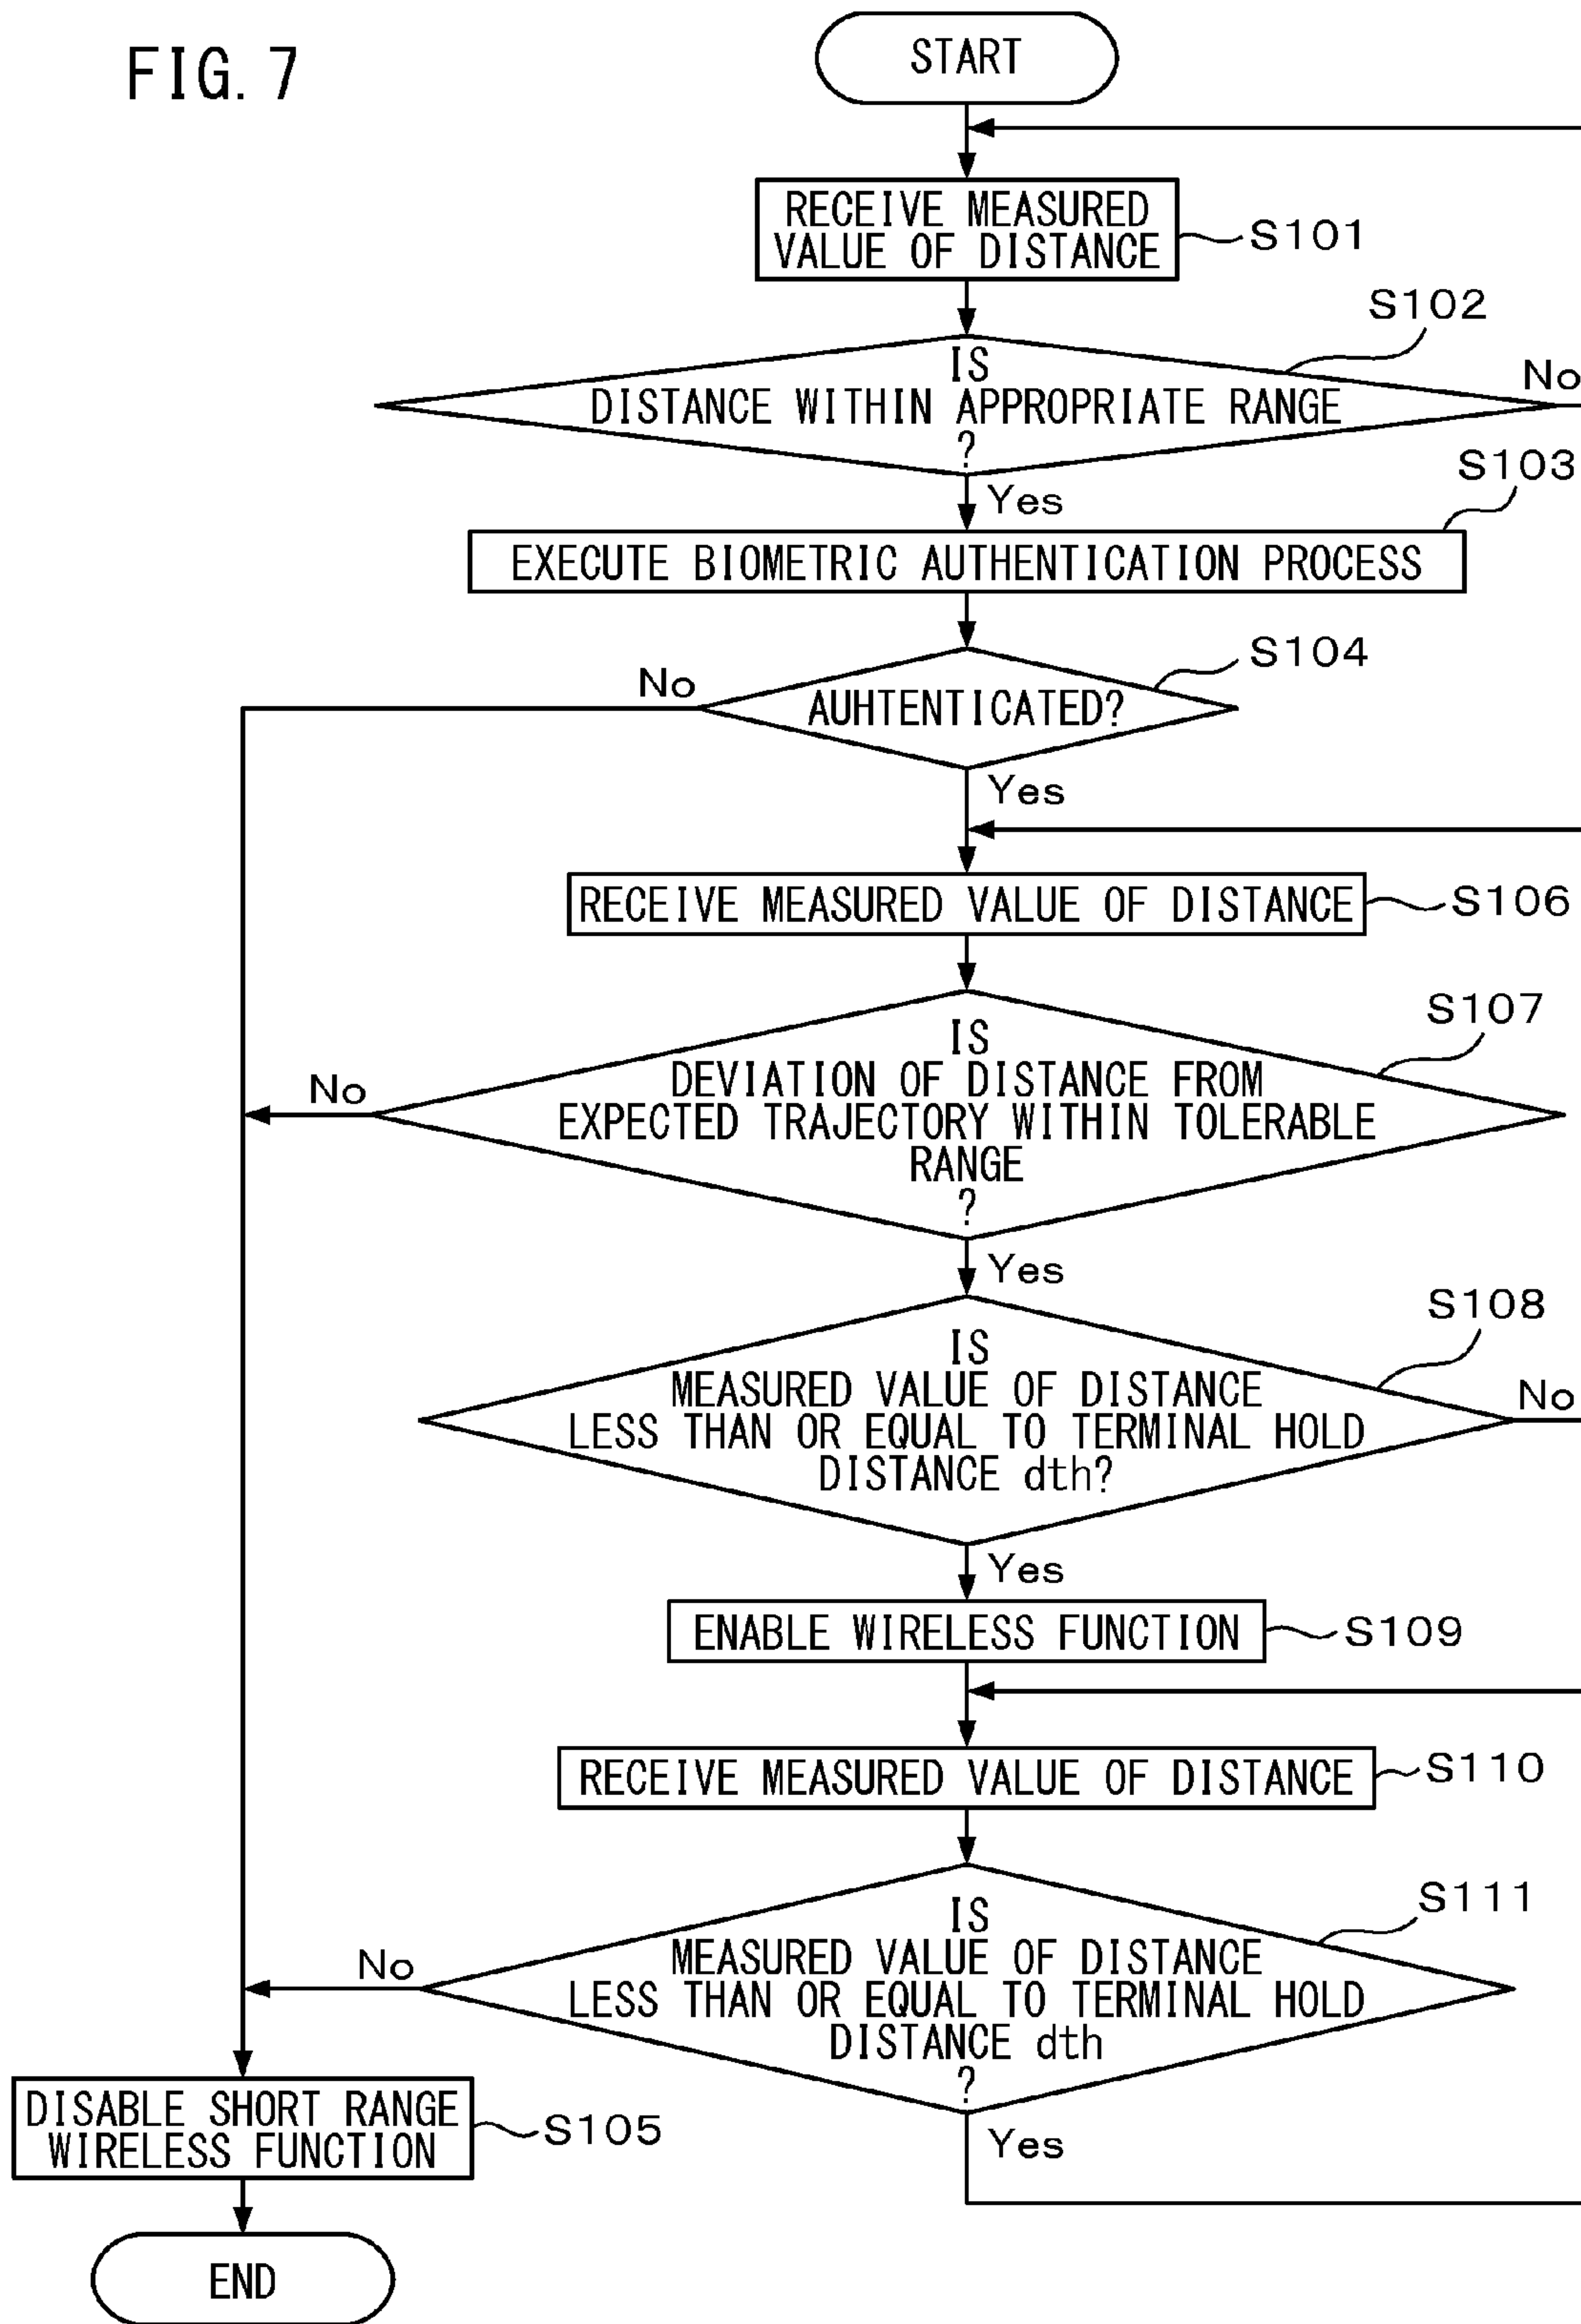 FIG. 7
START
RECEIVE MEASURED
VALUE OF DISTANCE
S101
S102
IS
DISTANCE WITHIN APPROPRIATE RANGE
?
No
Yes
S103
EXECUTE BIOMETRIC AUTHENTICATION PROCESS
S104
No
AUHTENTICATED?
Yes
RECEIVE MEASURED VALUE OF DISTANCE
S106
S107
IS
DEVIATION OF DISTANCE FROM
EXPECTED TRAJECTORY WITHIN TOLERABLE
RANGE
?
No
Yes
S108
IS
MEASURED VALUE OF DISTANCE
LESS THAN OR EQUAL TO TERMINAL HOLD
DISTANCE dth?
No
Yes
ENABLE WIRELESS FUNCTION
S109
RECEIVE MEASURED VALUE OF DISTANCE
S110
S111
IS
MEASURED VALUE OF DISTANCE
LESS THAN OR EQUAL TO TERMINAL HOLD
DISTANCE dth
?
No
Yes
DISABLE SHORT RANGE
WIRELESS FUNCTION
S105
END